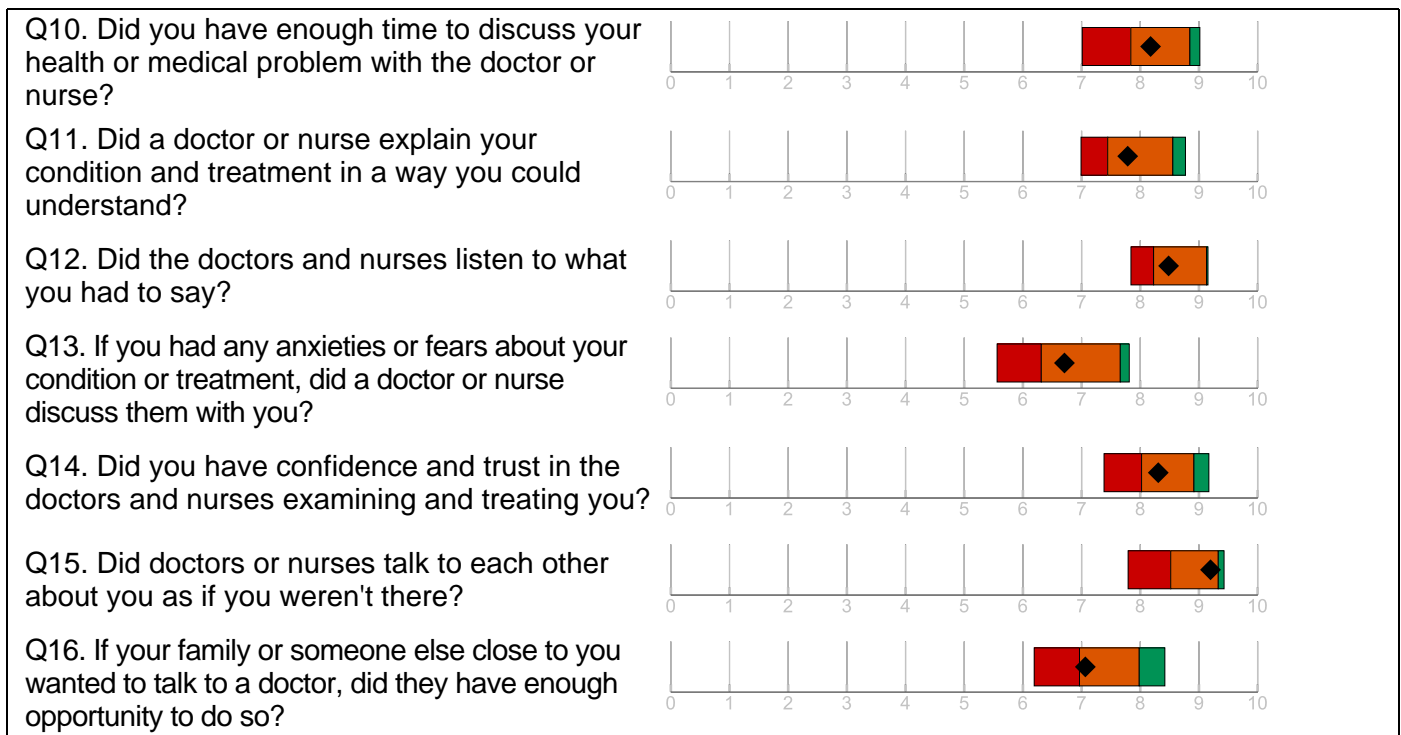 Q10. Did you have enough time to discuss your
health or medical problem with the doctor or
nurse?
0 1 2 3 4 5 6 7 8 9 10
Q11. Did a doctor or nurse explain your
condition and treatment in a way you could
understand?
0 1 2 3 4 5 6 7 8 9 10
Q12. Did the doctors and nurses listen to what
you had to say?
0 1 2 3 4 5 6 7 8 9 10
Q13. If you had any anxieties or fears about your
condition or treatment, did a doctor or nurse
discuss them with you?
0 1 2 3 4 5 6 7 8 9 10
Q14. Did you have confidence and trust in the
doctors and nurses examining and treating you?
0 1 2 3 4 5 6 7 8 9 10
Q15. Did doctors or nurses talk to each other
about you as if you weren't there?
0 1 2 3 4 5 6 7 8 9 10
Q16. If your family or someone else close to you
wanted to talk to a doctor, did they have enough
opportunity to do so?
0 1 2 3 4 5 6 7 8 9 10